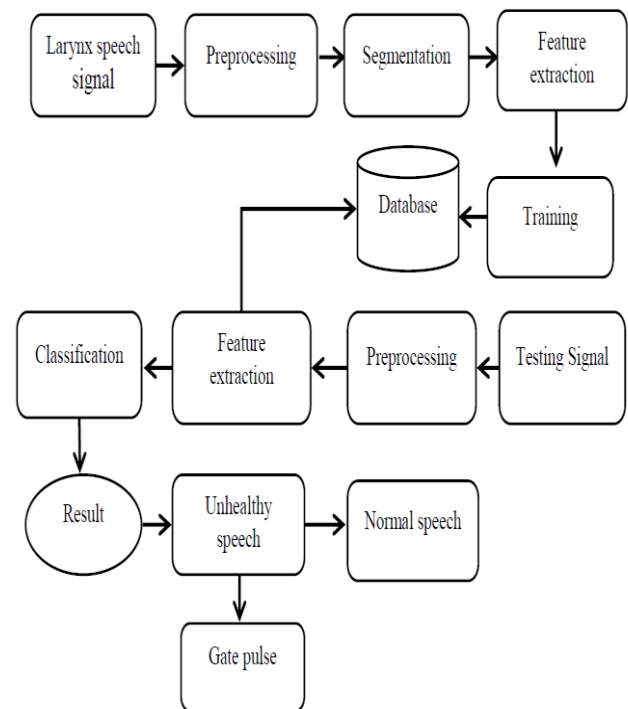 Larynx speech
signal
Preprocessing
Segmentation
Feature
extraction
Database
Training
Classification
Feature
extraction
Preprocessing
Testing Signal
Result
Unhealthy
speech
Normal speech
Gate pulse